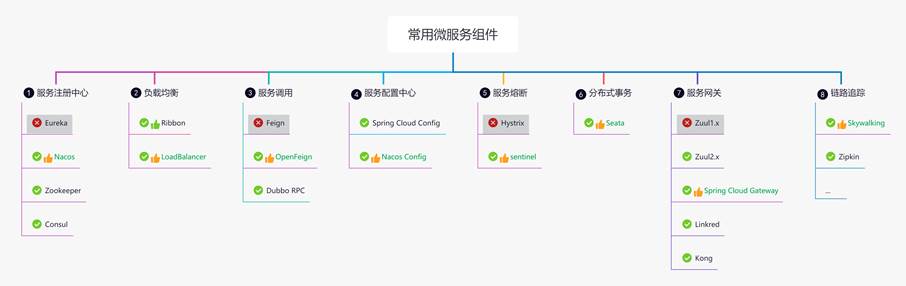 常用微服务组件
1 服务注册中心
Eureka
Nacos
Zookeeper
Consul
2 负载均衡
Ribbon
LoadBalancer
3 服务调用
Feign
OpenFeign
Dubbo RPC
4 服务配置中心
Spring Cloud Config
Nacos Config
5 服务熔断
Hystrix
sentinel
6 分布式事务
Seata
7 服务网关
Zuul1.x
Zuul2.x
Spring Cloud Gateway
Linkred
Kong
8 链路追踪
Skywalking
Zipkin
...